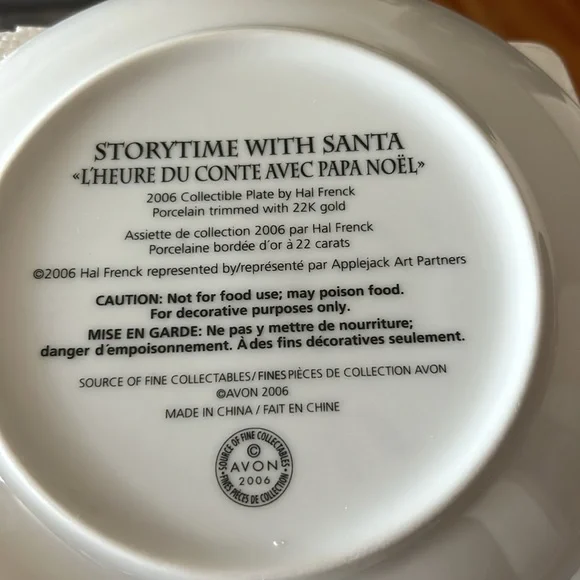 STORYTIME WITH SANTA
«L'HEURE DU CONTE AVEC PAPA NOËL»
2006 Collectible Plate by Hal Frenck
Porcelain trimmed with 22K gold
Assiette de collection 2006 par Hal Frenck
Porcelaine bordée d'or à 22 carats
©2006 Hal Frenck represented by/représenté par Applejack Art Partners
CAUTION: Not for food use; may poison food.
For decorative purposes only.
MISE EN GARDE: Ne pas y mettre de nourriture;
danger d´empoisonnement. À des fins décoratives seulement.
SOURCE OF FINE COLLECTABLES/FINES PIÈCES DE COLLECTION AVON
©AVON 2006
MADE IN CHINA / FAIT EN CHINE
SOURCE OF FINE COLLECTABLES
©
AVON
2006
FINES PIÈCES DE COLLECTION